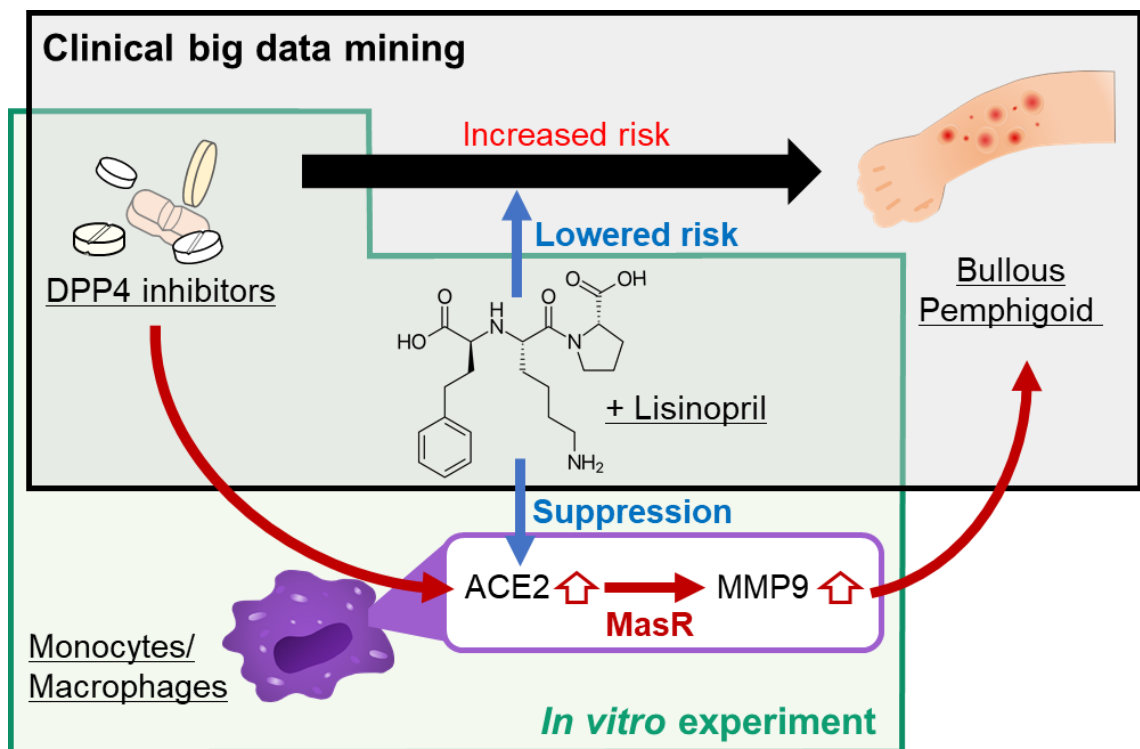 Clinical big data mining
Increased risk
Lowered risk
DPP4 inhibitors
Bullous
Pemphigoid
O
HO
H
N
O
N
O
OH
NH2
+ Lisinopril
Suppression
ACE2
MMP9
MasR
Monocytes/
Macrophages
In vitro experiment